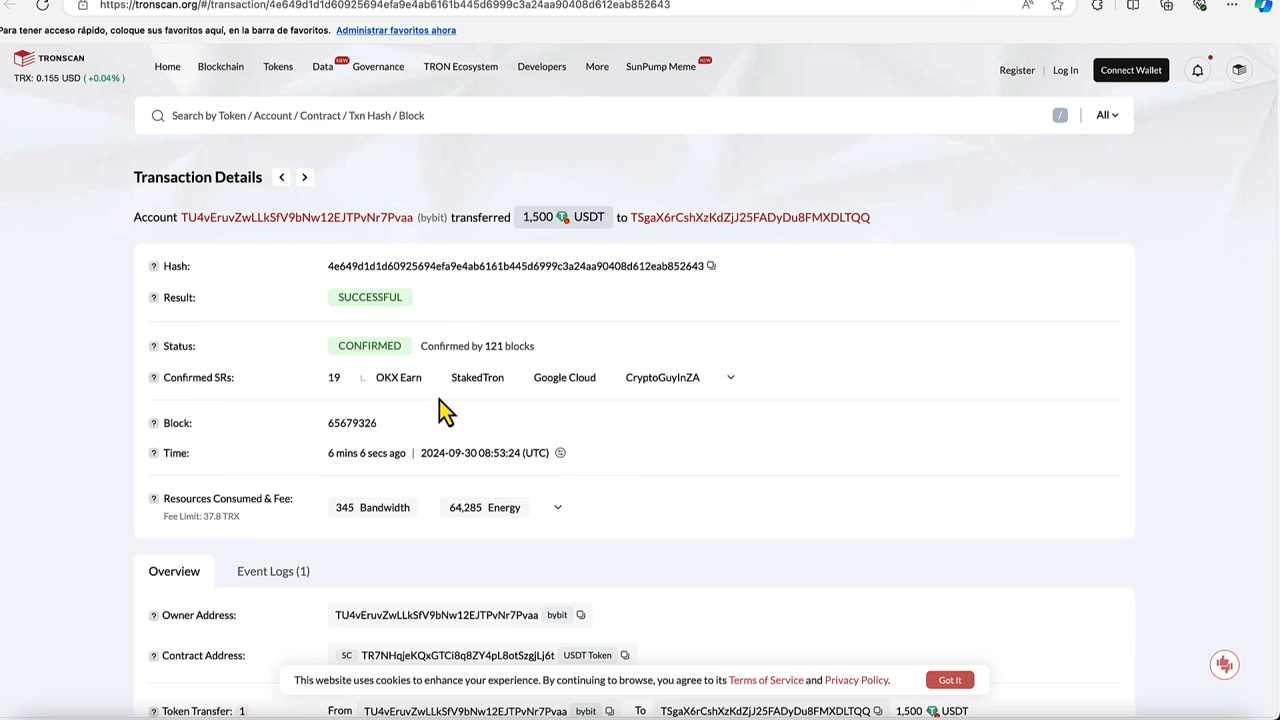 https://tronscan.org/#/transaction/4e649d1d1d60925694efa9e4ab6161b445d6999c3a24aa90408d612eab852643
Para tener acceso rápido, coloque sus favoritos aquí, en la barra de favoritos. Administrar favoritos ahora
TRONSCAN
TRX: 0.155 USD (+0.04%)
Home Blockchain Tokens Data NEW Governance TRON Ecosystem Developers More SunPump Meme NEW
Register Log In Connect Wallet
Search by Token / Account / Contract / Txn Hash / Block / All
Transaction Details
Account TU4vEruvZwLLkSfV9bNw12EJTPvNr7Pvaa (bybit) transferred 1,500 USDT to TSgaX6rCshXzKdZjJ25FADyDu8FMXDLTQQ
? Hash: 4e649d1d1d60925694efa9e4ab6161b445d6999c3a24aa90408d612eab852643
? Result: SUCCESSFUL
? Status: CONFIRMED Confirmed by 121 blocks
? Confirmed SRs: 19 OKX Earn StakedTron Google Cloud CryptoGuyInZA
? Block: 65679326
? Time: 6 mins 6 secs ago | 2024-09-30 08:53:24 (UTC)
? Resources Consumed & Fee: 345 Bandwidth 64,285 Energy
Fee Limit: 37.8 TRX
Overview Event Logs (1)
? Owner Address: TU4vEruvZwLLkSfV9bNw12EJTPvNr7Pvaa bybit
? Contract Address: SC TR7NHqjeKQxGTCi8q8ZY4pL8otSzgjLj6t USDT Token
This website uses cookies to enhance your experience. By continuing to browse, you agree to its Terms of Service and Privacy Policy. Got It
? Token Transfer: 1 From TU4vEruvZwLLkSfV9bNw12EJTPvNr7Pvaa bybit To TSgaX6rCshXzKdZjJ25FADyDu8FMXDLTQQ 1,500 USDT